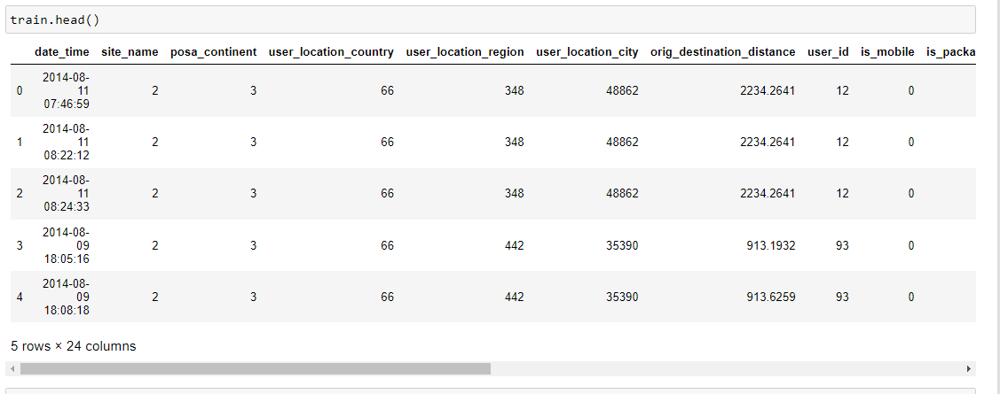 train.head()
date_time site_name posa_continent user_location_country user_location_region user_location_city orig_destination_distance user_id is_mobile is_packa
0 2014-08-11 07:46:59 2 3 66 348 48862 2234.2641 12 0
1 2014-08-11 08:22:12 2 3 66 348 48862 2234.2641 12 0
2 2014-08-11 08:24:33 2 3 66 348 48862 2234.2641 12 0
3 2014-08-09 18:05:16 2 3 66 442 35390 913.1932 93 0
4 2014-08-09 18:08:18 2 3 66 442 35390 913.6259 93 0
5 rows × 24 columns